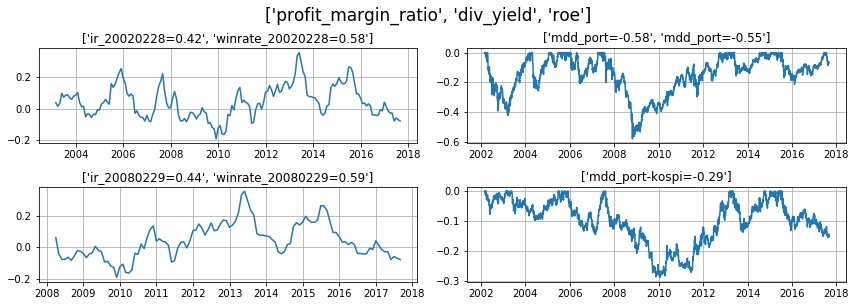 ['profit_margin_ratio', 'div_yield', 'roe']
['ir_20020228=0.42', 'winrate_20020228=0.58']
0.2
0.0
−0.2
2004 2006 2008 2010 2012 2014 2016 2018
['mdd_port=-0.58', 'mdd_port=-0.55']
0.0
−0.2
−0.4
−0.6
2002 2004 2006 2008 2010 2012 2014 2016 2018
['ir_20080229=0.44', 'winrate_20080229=0.59']
0.2
0.0
−0.2
2008 2009 2010 2011 2012 2013 2014 2015 2016 2017 2018
['mdd_port-kospi=-0.29']
0.0
−0.1
−0.2
−0.3
2002 2004 2006 2008 2010 2012 2014 2016 2018